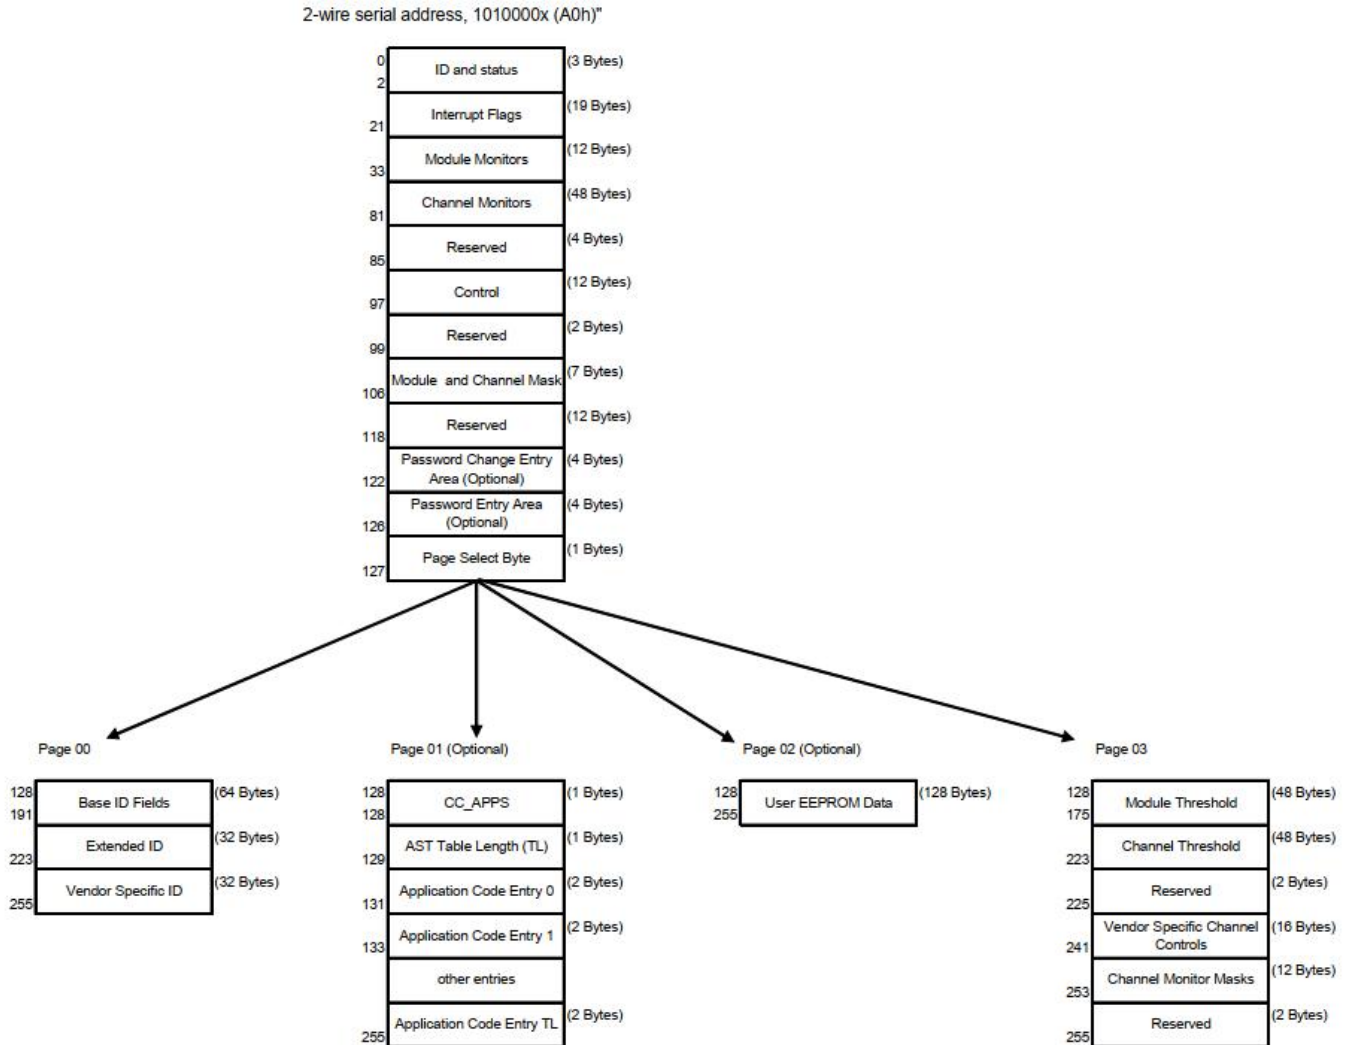 2-wire serial address, 1010000x (A0h)"
0
2
ID and status
(3 Bytes)
21
Interrupt Flags
(19 Bytes)
33
Module Monitors
(12 Bytes)
81
Channel Monitors
(48 Bytes)
85
Reserved
(4 Bytes)
97
Control
(12 Bytes)
99
Reserved
(2 Bytes)
106
Module and Channel Mask
(7 Bytes)
118
Reserved
(12 Bytes)
122
Password Change Entry
Area (Optional)
(4 Bytes)
126
Password Entry Area
(Optional)
(4 Bytes)
127
Page Select Byte
(1 Bytes)
Page 00
128
191
Base ID Fields
(64 Bytes)
223
Extended ID
(32 Bytes)
255
Vendor Specific ID
(32 Bytes)
Page 01 (Optional)
128
128
CC_APPS
(1 Bytes)
129
AST Table Length (TL)
(1 Bytes)
131
Application Code Entry 0
(2 Bytes)
133
Application Code Entry 1
(2 Bytes)
other entries
255
Application Code Entry TL
(2 Bytes)
Page 02 (Optional)
128
255
User EEPROM Data
(128 Bytes)
Page 03
128
175
Module Threshold
(48 Bytes)
223
Channel Threshold
(48 Bytes)
225
Reserved
(2 Bytes)
241
Vendor Specific Channel
Controls
(16 Bytes)
253
Channel Monitor Masks
(12 Bytes)
255
Reserved
(2 Bytes)